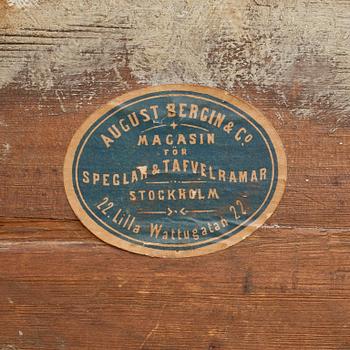 AUGUST BERGIN & Co.
MAGASIN
FÖR
SPEGLAR & TAFVELRAMAR
STOCKHOLM
22 Lilla Wattugatan 22